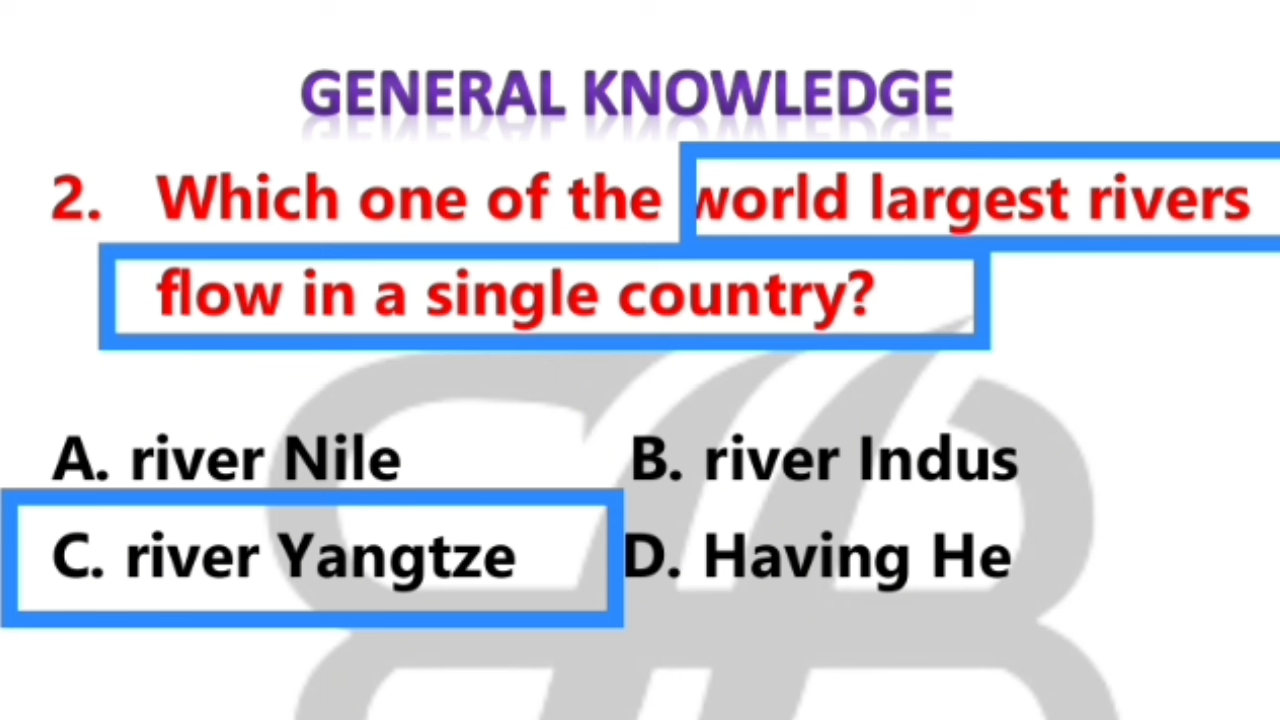 GENERAL KNOWLEDGE
2. Which one of the world largest rivers
flow in a single country?
A. river Nile B. river Indus
C. river Yangtze D. Having He